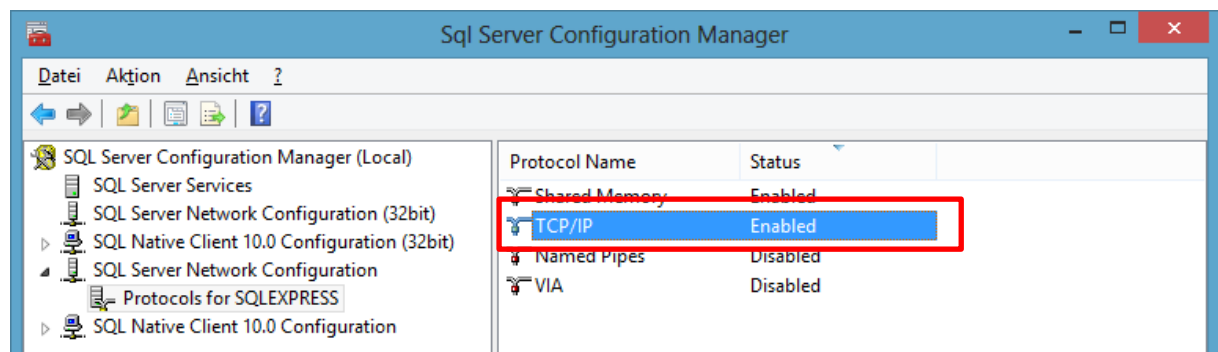 Sql Server Configuration Manager
Datei Aktion Ansicht ?
SQL Server Configuration Manager (Local)
SQL Server Services
SQL Server Network Configuration (32bit)
SQL Native Client 10.0 Configuration (32bit)
SQL Server Network Configuration
Protocols for SQLEXPRESS
SQL Native Client 10.0 Configuration
Protocol Name Status
Shared Memory Enabled
TCP/IP Enabled
Named Pipes Disabled
VIA Disabled